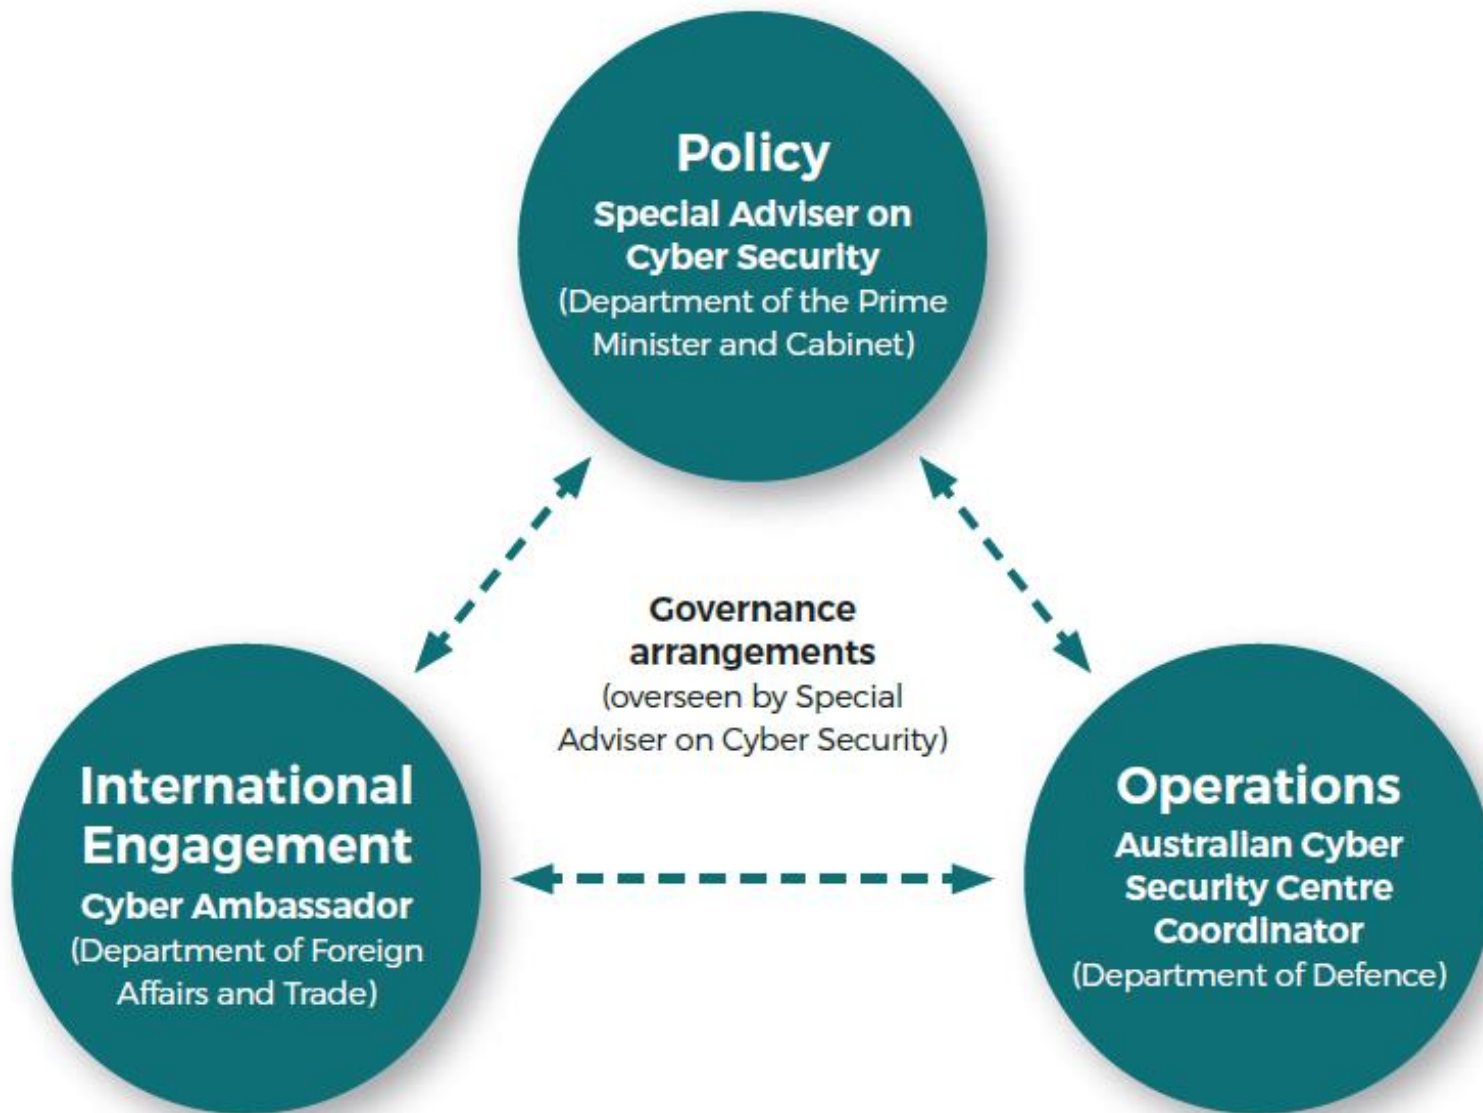 Policy
Special Adviser on
Cyber Security
(Department of the Prime
Minister and Cabinet)
Governance
arrangements
(overseen by Special
Adviser on Cyber Security)
International
Engagement
Cyber Ambassador
(Department of Foreign
Affairs and Trade)
Operations
Australian Cyber
Security Centre
Coordinator
(Department of Defence)